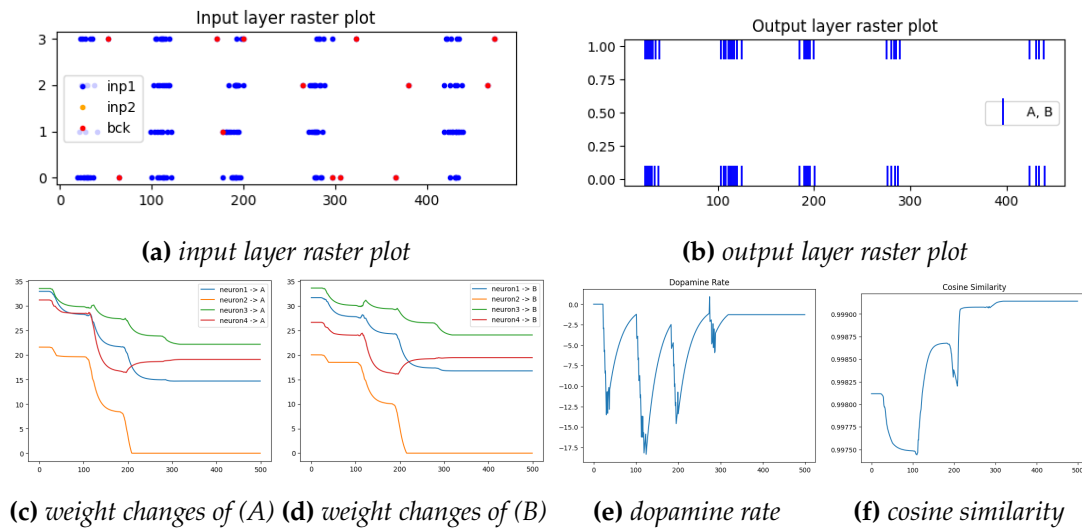 Input layer raster plot
3
2
1
0
inp1
inp2
bck
0 100 200 300 400
Output layer raster plot
1.00
0.75
0.50
0.25
0.00
A, B
100 200 300 400
(a) input layer raster plot
(b) output layer raster plot
35
30
25
20
15
10
5
0
neuron1 -> A
neuron2 -> A
neuron3 -> A
neuron4 -> A
0 100 200 300 400 500
35
30
25
20
15
10
5
0
neuron1 -> B
neuron2 -> B
neuron3 -> B
neuron4 -> B
0 100 200 300 400 500
Dopamine Rate
0.0
−2.5
−5.0
−7.5
−10.0
−12.5
−15.0
−17.5
0 100 200 300 400 500
Cosine Similarity
0.99900
0.99885
0.99865
0.99825
0.99800
0.99775
0.99750
0 100 200 300 400 500
(c) weight changes of (A)
(d) weight changes of (B)
(e) dopamine rate
(f) cosine similarity